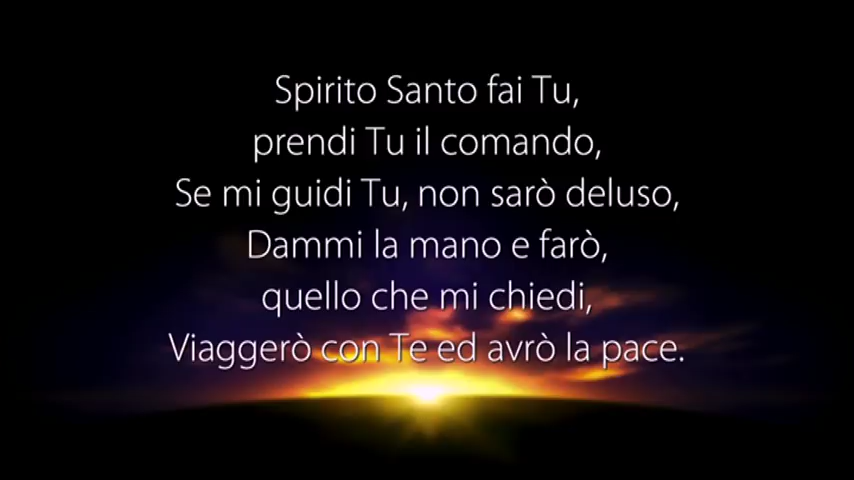 Spirito Santo fai Tu,
prendi Tu il comando,
Se mi guidi Tu, non sarò deluso,
Dammi la mano e farò,
quello che mi chiedi,
Viaggerò con Te ed avrò la pace.